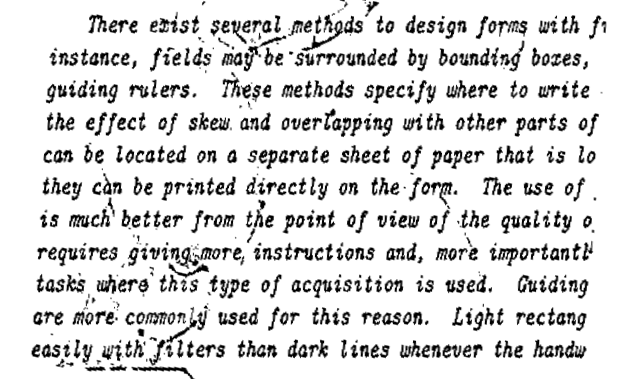 There exist several methods to design forms with
instance, fields may be surrounded by bounding boxes,
guiding rulers. These methods specify where to write
the effect of skew and overlapping with other parts of
can be located on a separate sheet of paper that is lo
they can be printed directly on the form. The use of
is much better from the point of view of the quality o
requires giving more instructions and, more importantl
tasks where this type of acquisition is used. Guiding
are more commonly used for this reason. Light rectang
easily with filters than dark lines whenever the handw